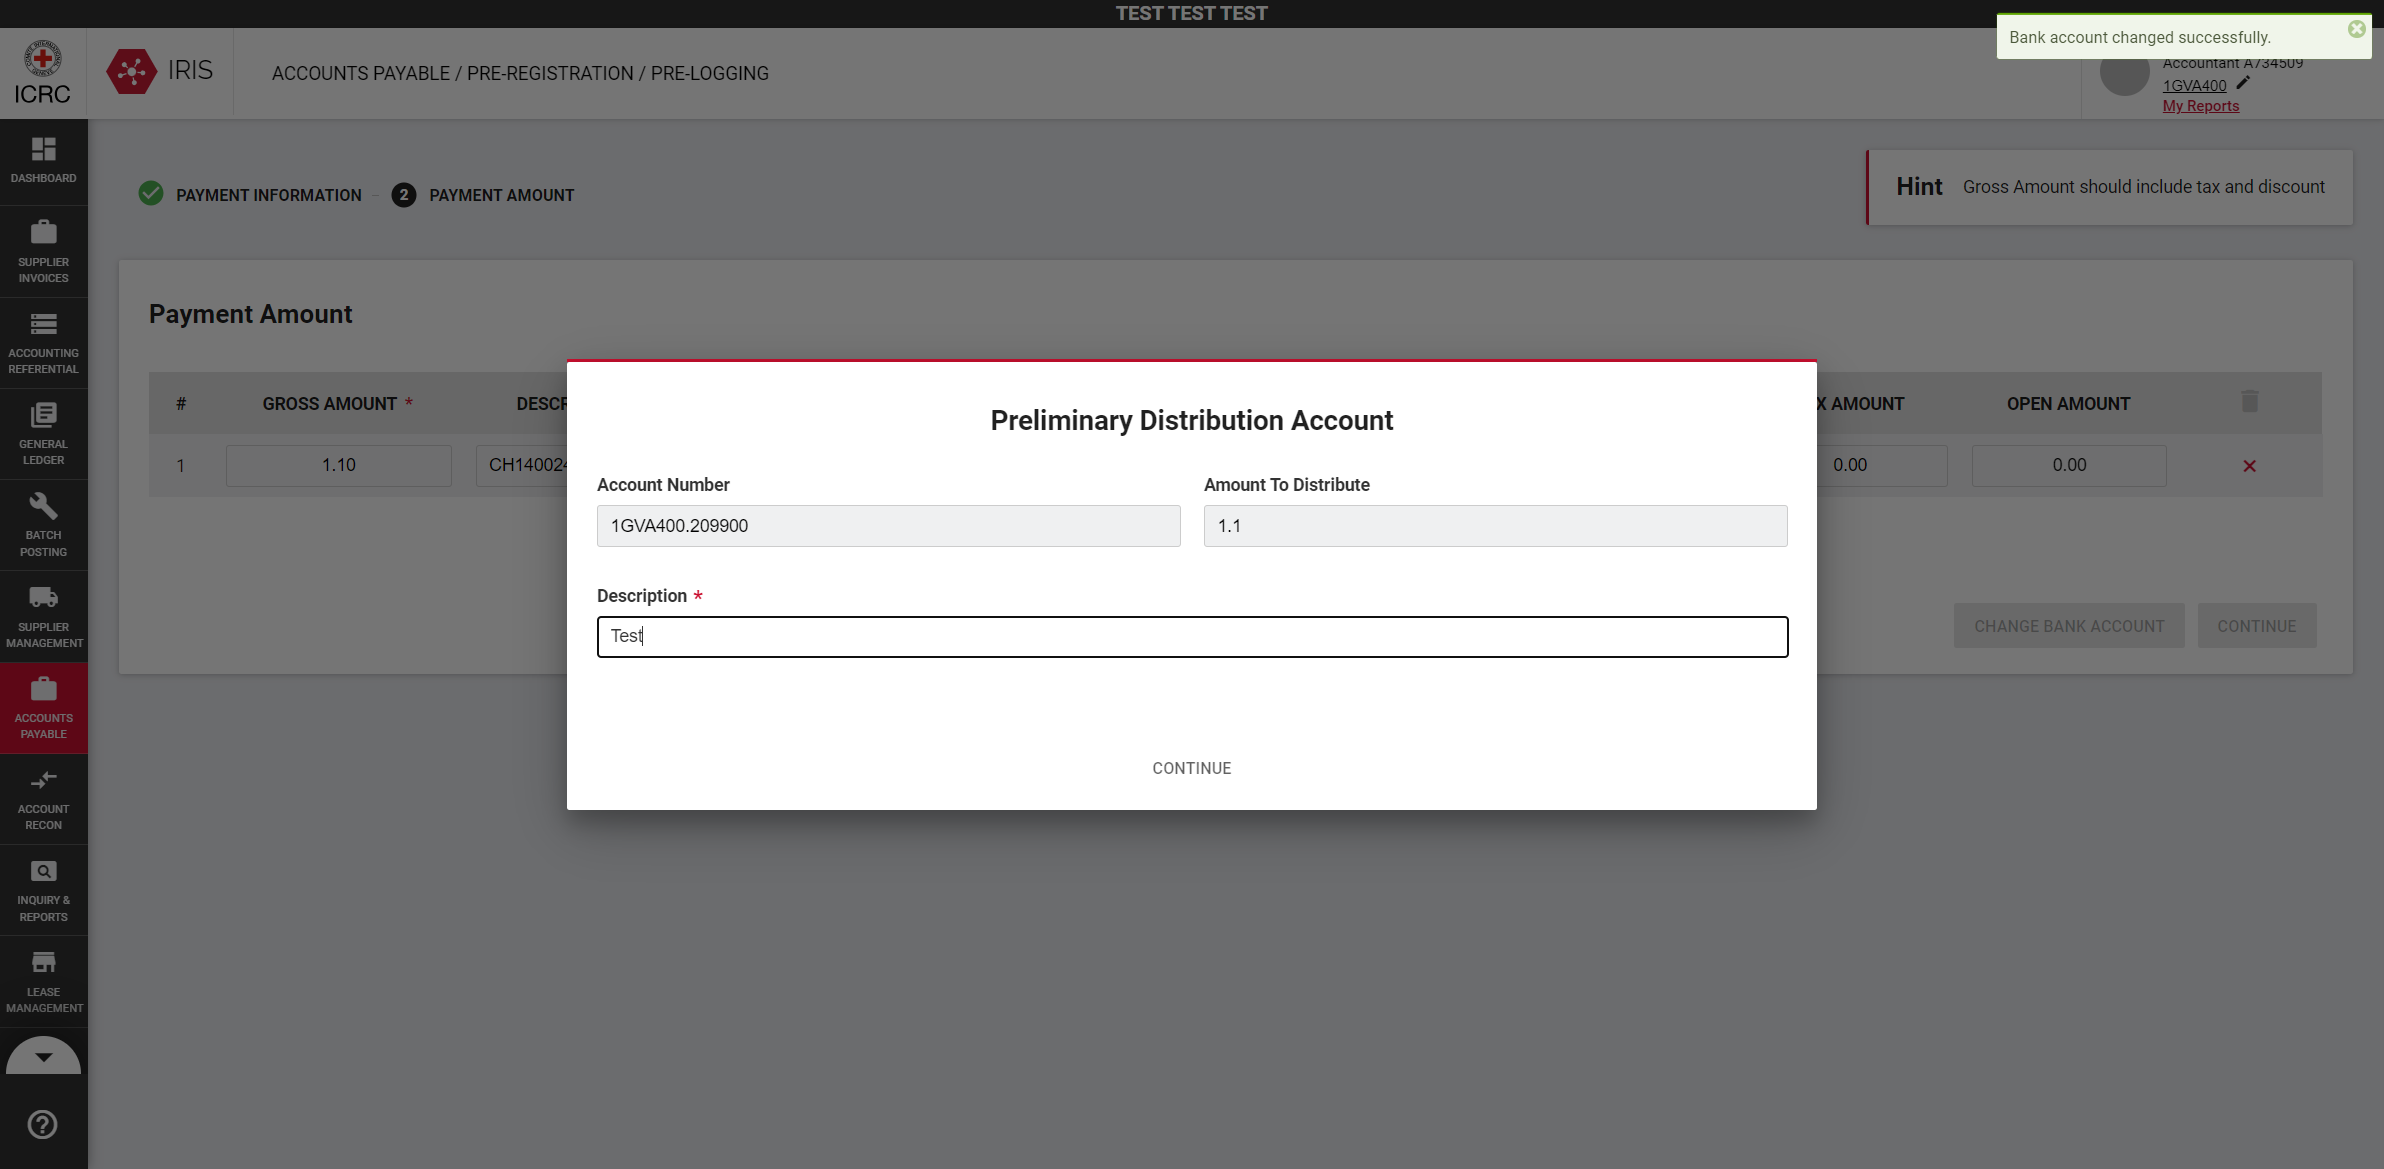 TEST TEST TEST
Bank account changed successfully.
ICRC
IRIS
ACCOUNTS PAYABLE / PRE-REGISTRATION / PRE-LOGGING
Accountant A734509
1GVA400
My Reports
DASHBOARD
SUPPLIER
INVOICES
ACCOUNTING
REFERENTIAL
GENERAL
LEDGER
BATCH
POSTING
SUPPLIER
MANAGEMENT
ACCOUNTS
PAYABLE
ACCOUNT
RECON
INQUIRY &
REPORTS
LEASE
MANAGEMENT
PAYMENT INFORMATION - 2 PAYMENT AMOUNT
Hint Gross Amount should include tax and discount
Payment Amount
# GROSS AMOUNT * DESCR X AMOUNT OPEN AMOUNT
1 1.10 CH140024 0.00 0.00
CHANGE BANK ACCOUNT CONTINUE
Preliminary Distribution Account
Account Number Amount To Distribute
1GVA400.209900 1.1
Description *
Test
CONTINUE